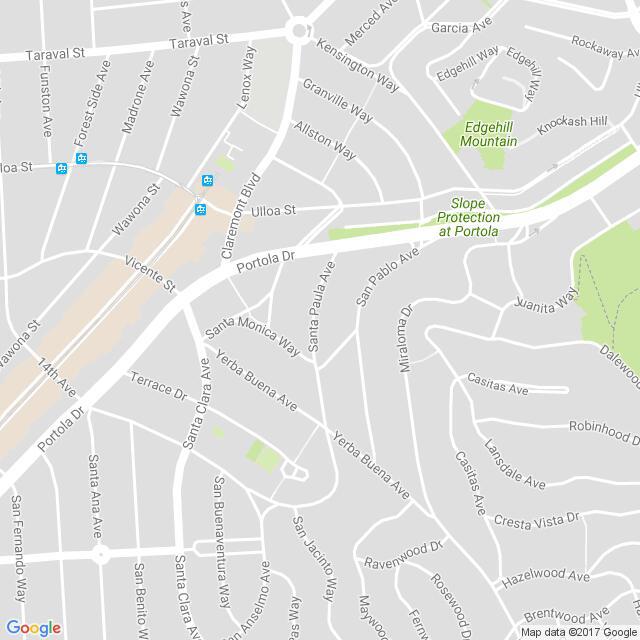 Garcia Ave
Merced Ave
Taraval St
Taraval St
Kensington Way
Rockaway Av
Edgehill Way
Edgehill Way
Funston Ave
Forest Side Ave
Madrone Ave
Wawona St
Lenox Way
Granville Way
Allston Way
Edgehill
Mountain
Knockash Hill
lloa St
Wawona St
Claremont Blvd
Ulloa St
Slope
Protection
at Portola
Vicente St
Portola Dr
Santa Paula Ave
San Pablo Ave
Miraloma Dr
Juanita Way
Santa Monica Way
Dalewood
14th Ave
Yerba Buena Ave
Casitas Ave
Terrace Dr
Santa Clara Ave
Robinhood D
Portola Dr
Yerba Buena Ave
Lansdale Ave
Casitas Ave
Santa Ana Ave
San Buenaventura Way
San Fernando Way
Cresta Vista Dr
San Jacinto Way
Ravenwood Dr
San Benito Way
Santa Clara Av
San Anselmo Ave
Hazelwood Ave
Rosewood Dr
Brentwood Ave
Google
Map data ©2017 Google